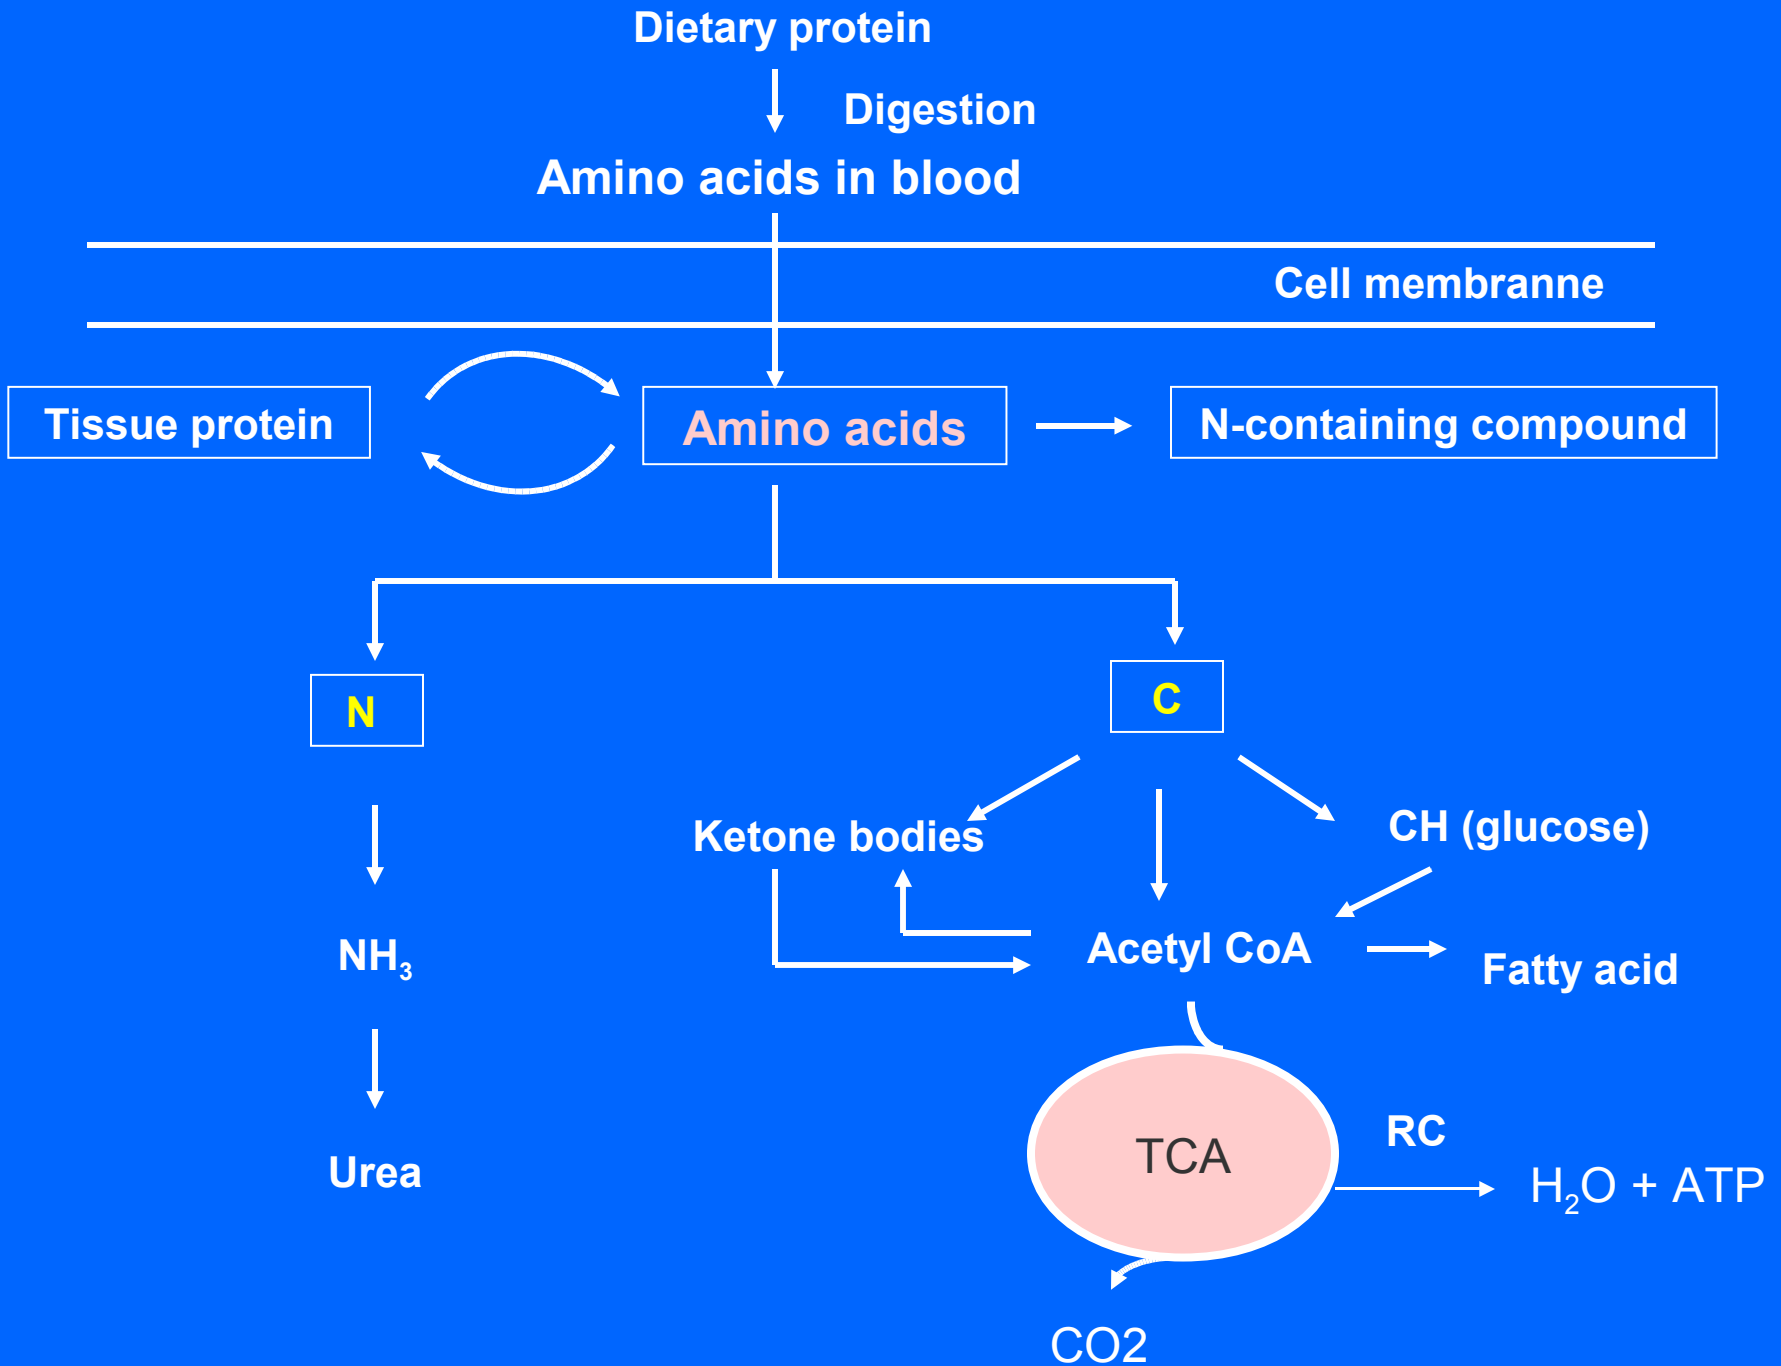 Dietary protein
Digestion
Amino acids in blood
Cell membranne
Tissue protein
Amino acids
N-containing compound
N
C
Ketone bodies
CH (glucose)
NH₃
Acetyl CoA
Fatty acid
TCA
RC
Urea
H₂O + ATP
CO2